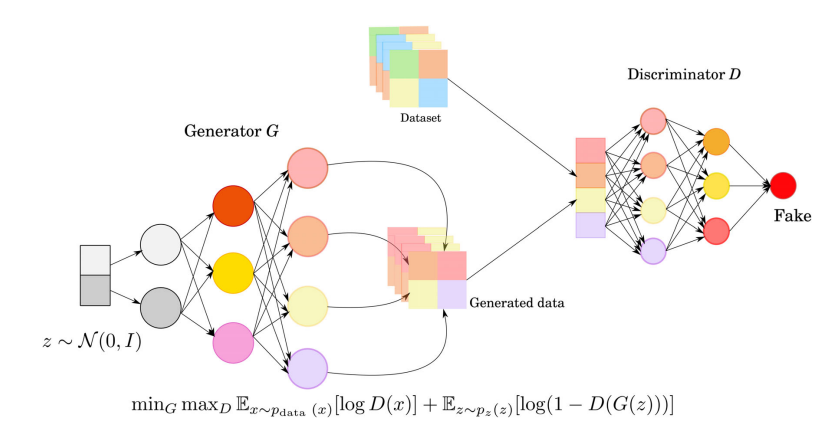 Discriminator D
Dataset
Generator G
Fake
Generated data
z ∼ 𝒩(0, I)
min_G max_D 𝔼_{x∼p_data (x)}[log D(x)] + 𝔼_{z∼p_z(z)}[log(1 − D(G(z)))]